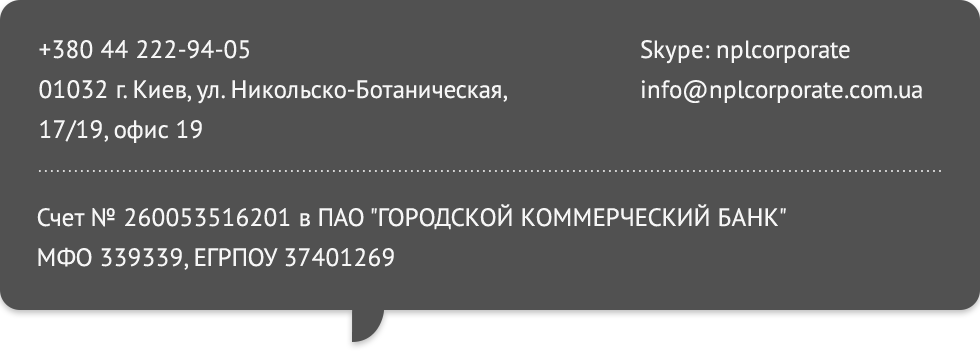 +380 44 222-94-05
01032 г. Киев, ул. Никольско-Ботаническая,
17/19, офис 19
Skype: nplcorporate
info@nplcorporate.com.ua
Счет № 260053516201 в ПАО "ГОРОДСКОЙ КОММЕРЧЕСКИЙ БАНК"
МФО 339339, ЕГРПОУ 37401269